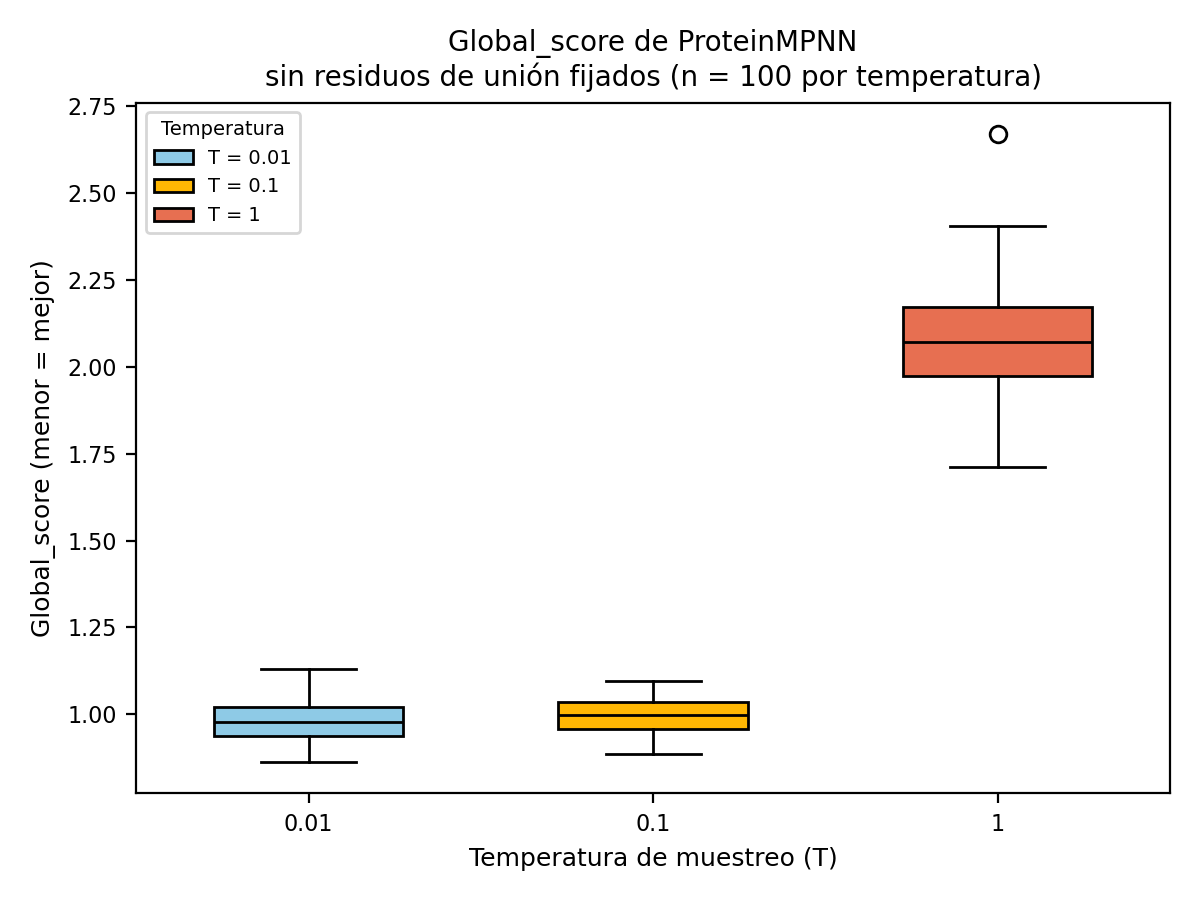 Global_score de ProteinMPNN
sin residuos de unión fijados (n = 100 por temperatura)
Temperatura
T = 0.01
T = 0.1
T = 1
Global_score (menor = mejor)
2.75
2.50
2.25
2.00
1.75
1.50
1.25
1.00
0.01
0.1
1
Temperatura de muestreo (T)